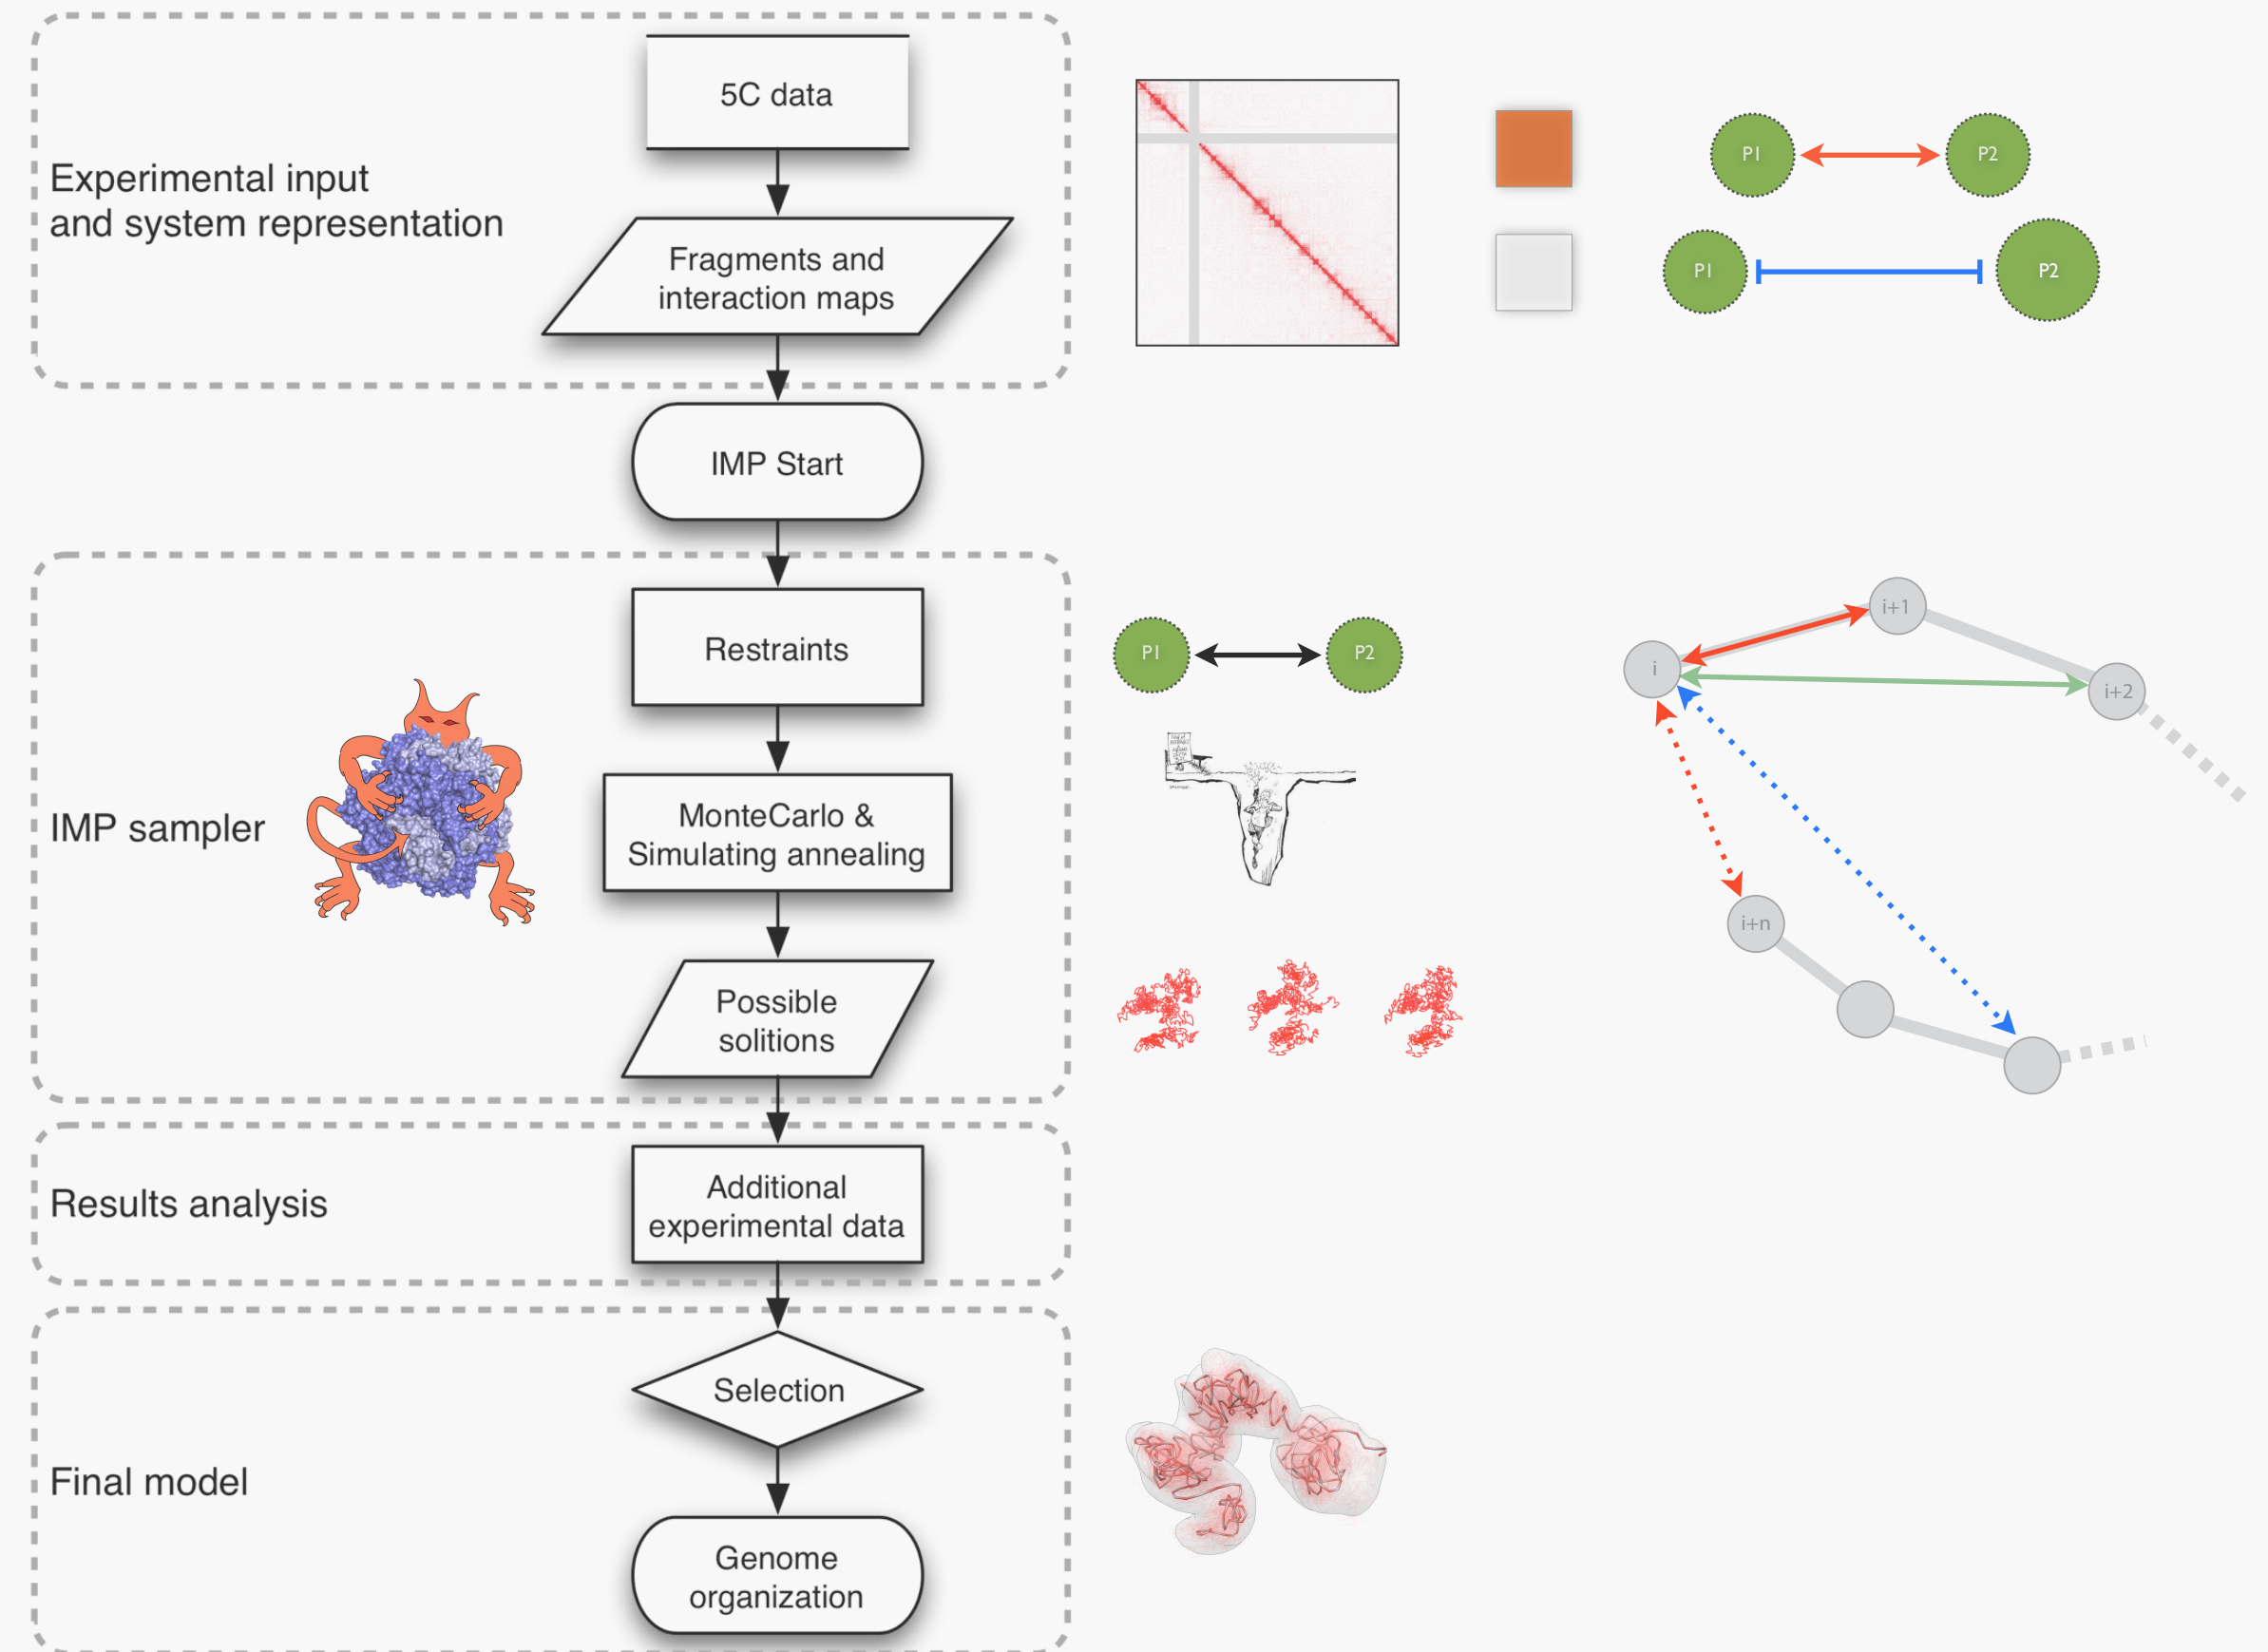 5C data
Experimental input
and system representation
Fragments and
interaction maps
P1
P2
P1
P2
IMP Start
Restraints
P1
P2
i
i+1
i+2
i+n
IMP sampler
MonteCarlo &
Simulating annealing
Possible
solitions
Results analysis
Additional
experimental data
Selection
Final model
Genome
organization